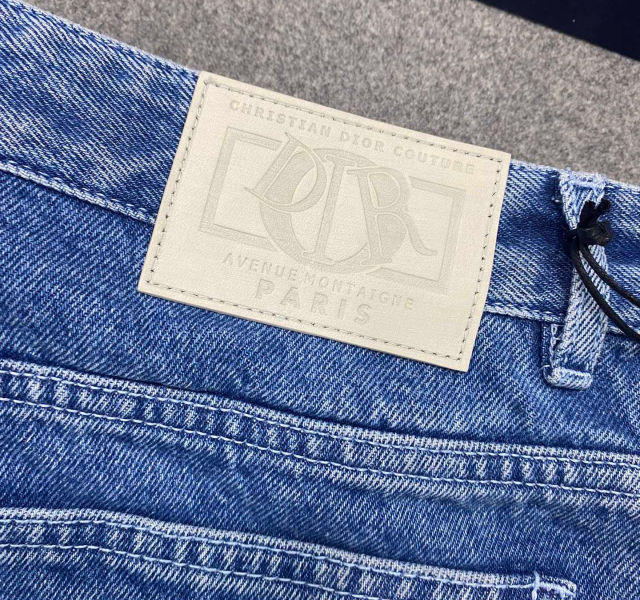 CHRISTIAN DIOR COUTURE
DIOR
AVENUE MONTAIGNE
PARIS